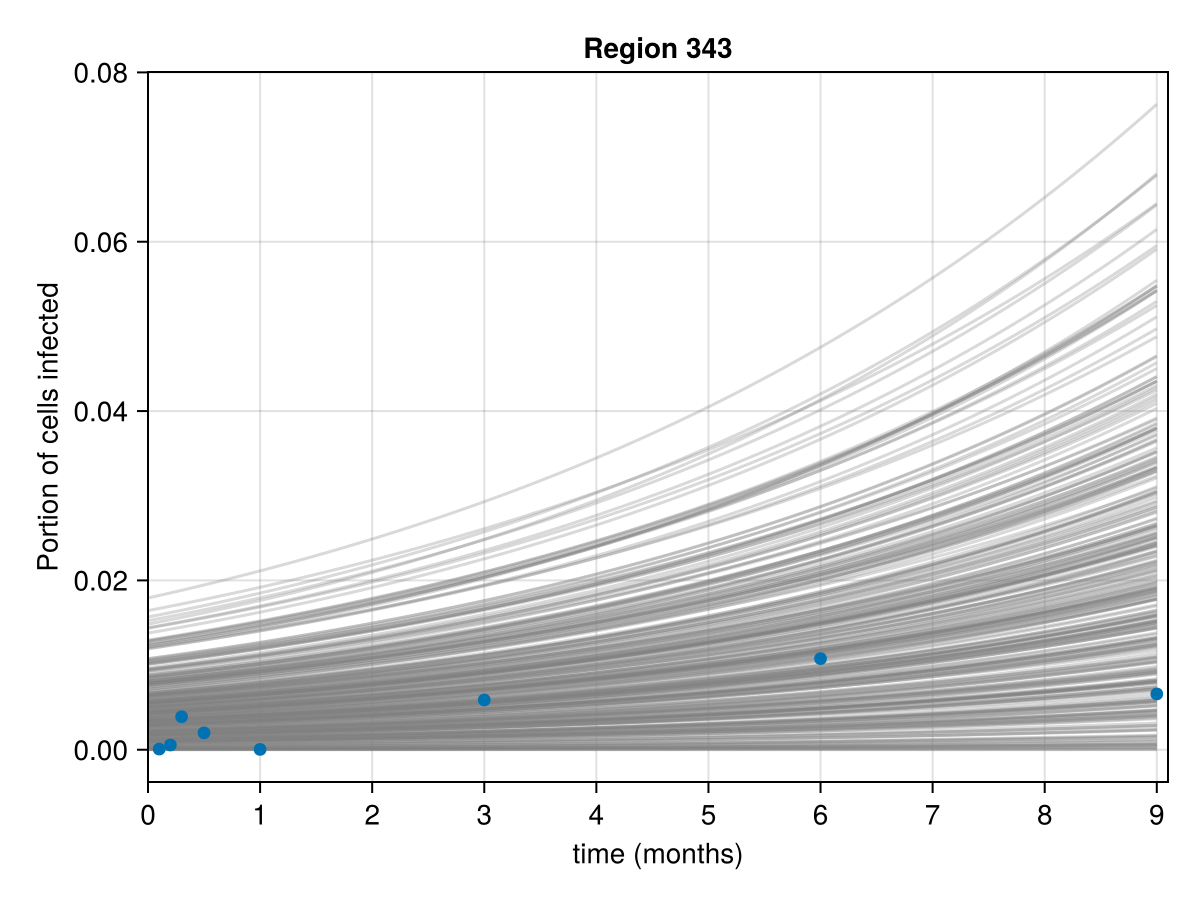 Region 343
0.08
0.06
0.04
0.02
0.00
Portion of cells infected
0 1 2 3 4 5 6 7 8 9
time (months)